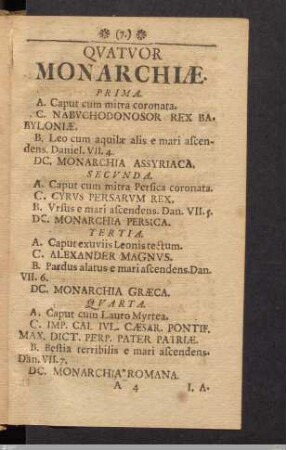 (7.)
QVATVOR
MONARCHIÆ.
PRIMA.
A. Caput cum mitra coronata.
C. NABVCHODONOSOR REX BA-
BYLONIÆ.
B. Leo cum aquilæ alis e mari ascen-
dens. Daniel. VII. 4.
DC. MONARCHIA ASSYRIACA.
SECVNDA.
A. Caput cum mitra Persica coronata.
C. CYRVS PERSARVM REX.
B. Vrsus e mari ascendens. Dan. VII. 5.
DC. MONARCHIA PERSICA.
TERTIA.
A. Caput exuviis Leonis tectum.
C. ALEXANDER MAGNVS.
B. Pardus alatus e mari ascendens. Dan.
VII. 6.
DC. MONARCHIA GRÆCA.
QVARTA.
A. Caput cum Lauro Myrtea.
C. IMP. CAI. IVL. CÆSAR. PONTIF.
MAX. DICT. PERP. PATER PATRIÆ.
B. Bestia terribilis e mari ascendens.
Dan. VII. 7.
DC. MONARCHIA ROMANA.
A 4 I. A.